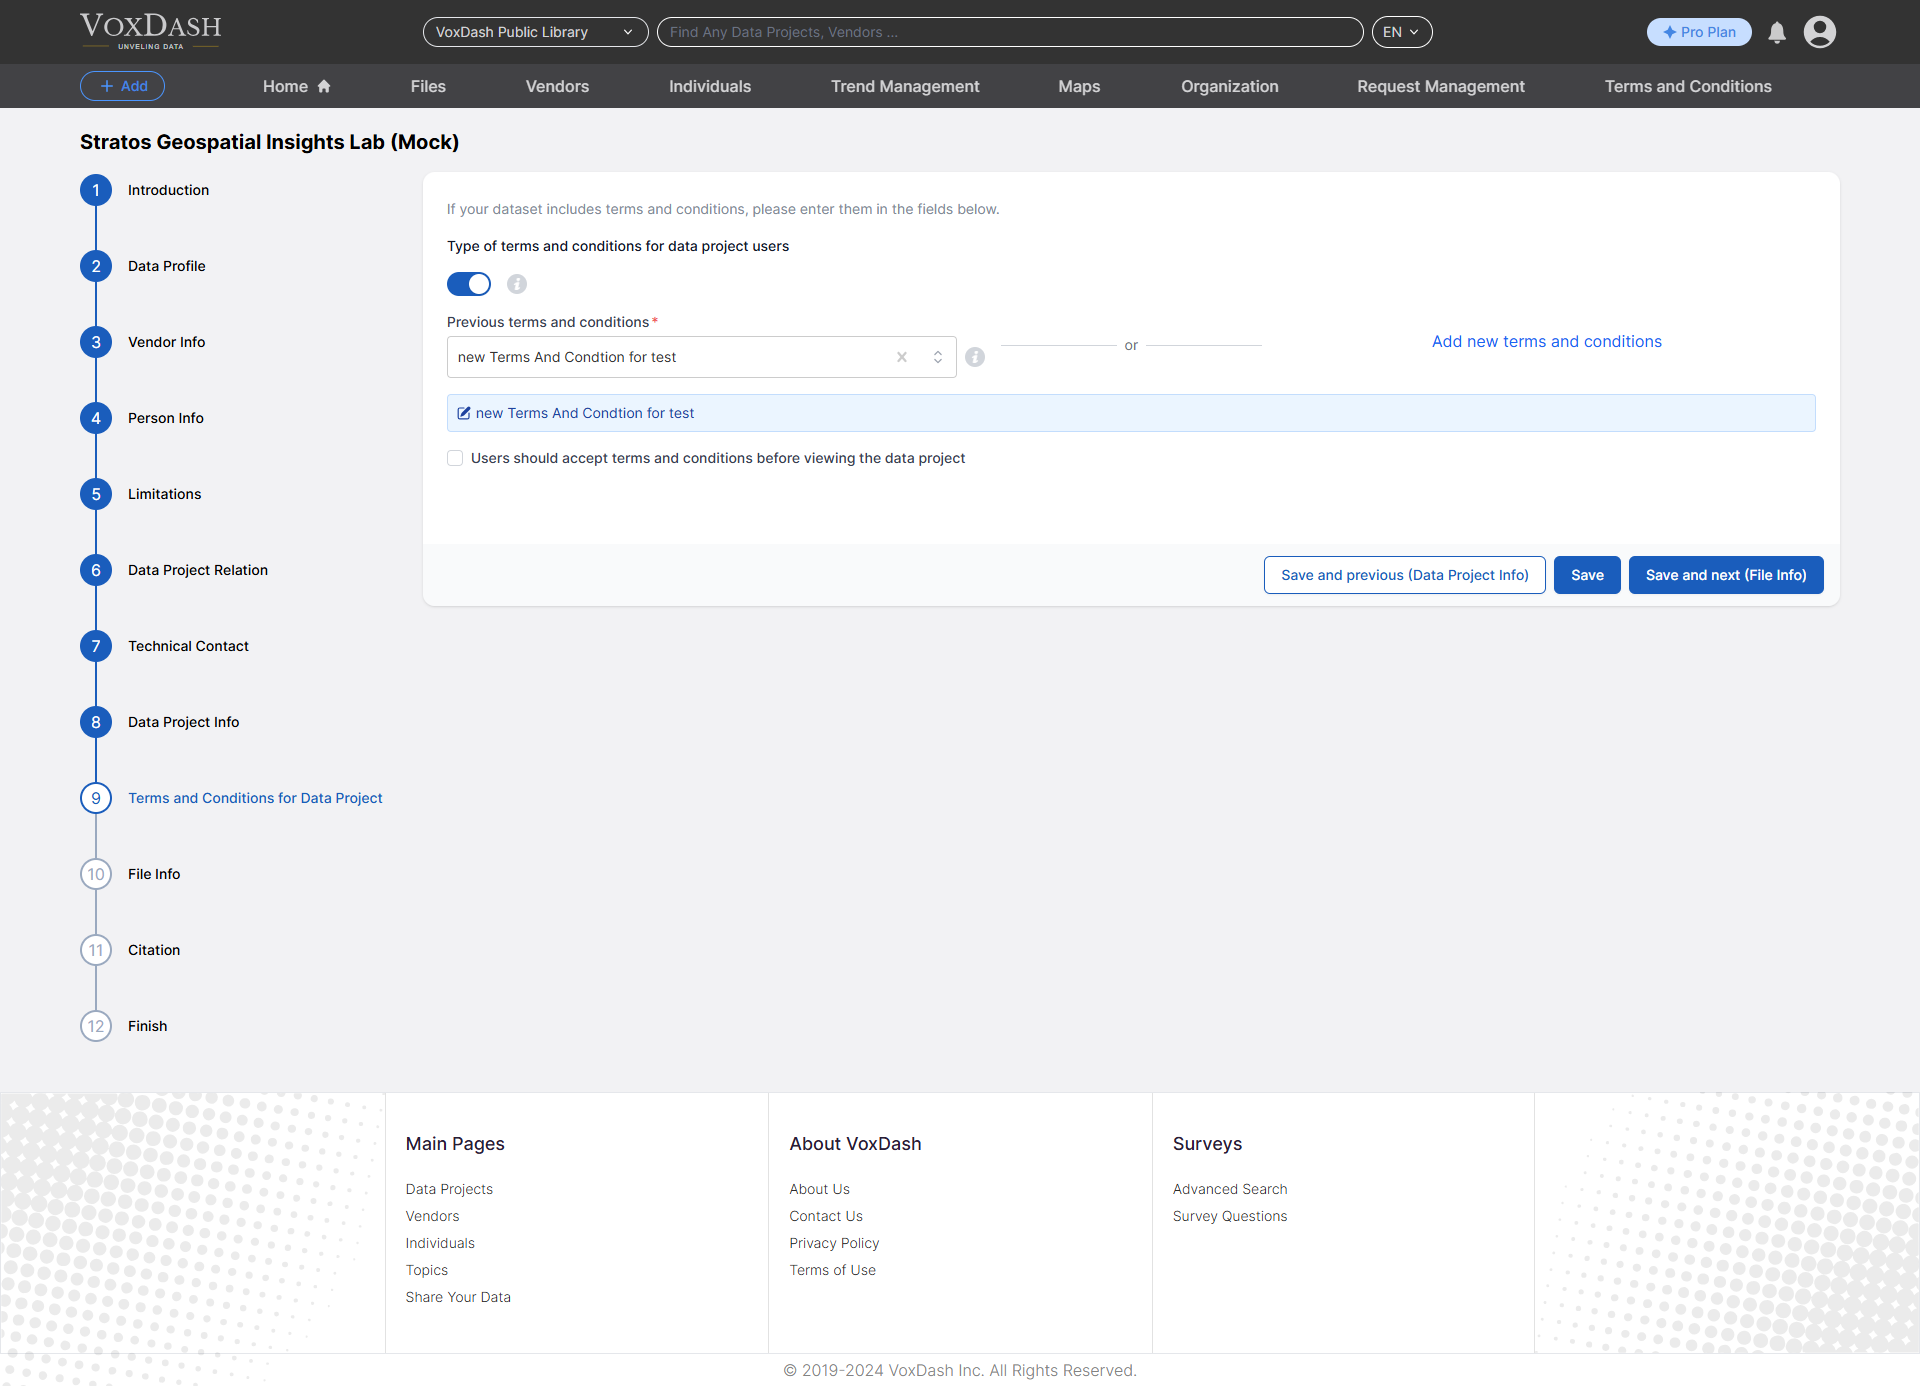 VOXDASH
UNVELING DATA
VoxDash Public Library
Find Any Data Projects, Vendors ...
EN
Pro Plan
+ Add
Home
Files
Vendors
Individuals
Trend Management
Maps
Organization
Request Management
Terms and Conditions
Stratos Geospatial Insights Lab (Mock)
1 Introduction
2 Data Profile
3 Vendor Info
4 Person Info
5 Limitations
6 Data Project Relation
7 Technical Contact
8 Data Project Info
9 Terms and Conditions for Data Project
10 File Info
11 Citation
12 Finish
If your dataset includes terms and conditions, please enter them in the fields below.
Type of terms and conditions for data project users
Previous terms and conditions *
new Terms And Condtion for test
or
Add new terms and conditions
new Terms And Condtion for test
Users should accept terms and conditions before viewing the data project
Save and previous (Data Project Info)
Save
Save and next (File Info)
Main Pages
Data Projects
Vendors
Individuals
Topics
Share Your Data
About VoxDash
About Us
Contact Us
Privacy Policy
Terms of Use
Surveys
Advanced Search
Survey Questions
© 2019-2024 VoxDash Inc. All Rights Reserved.